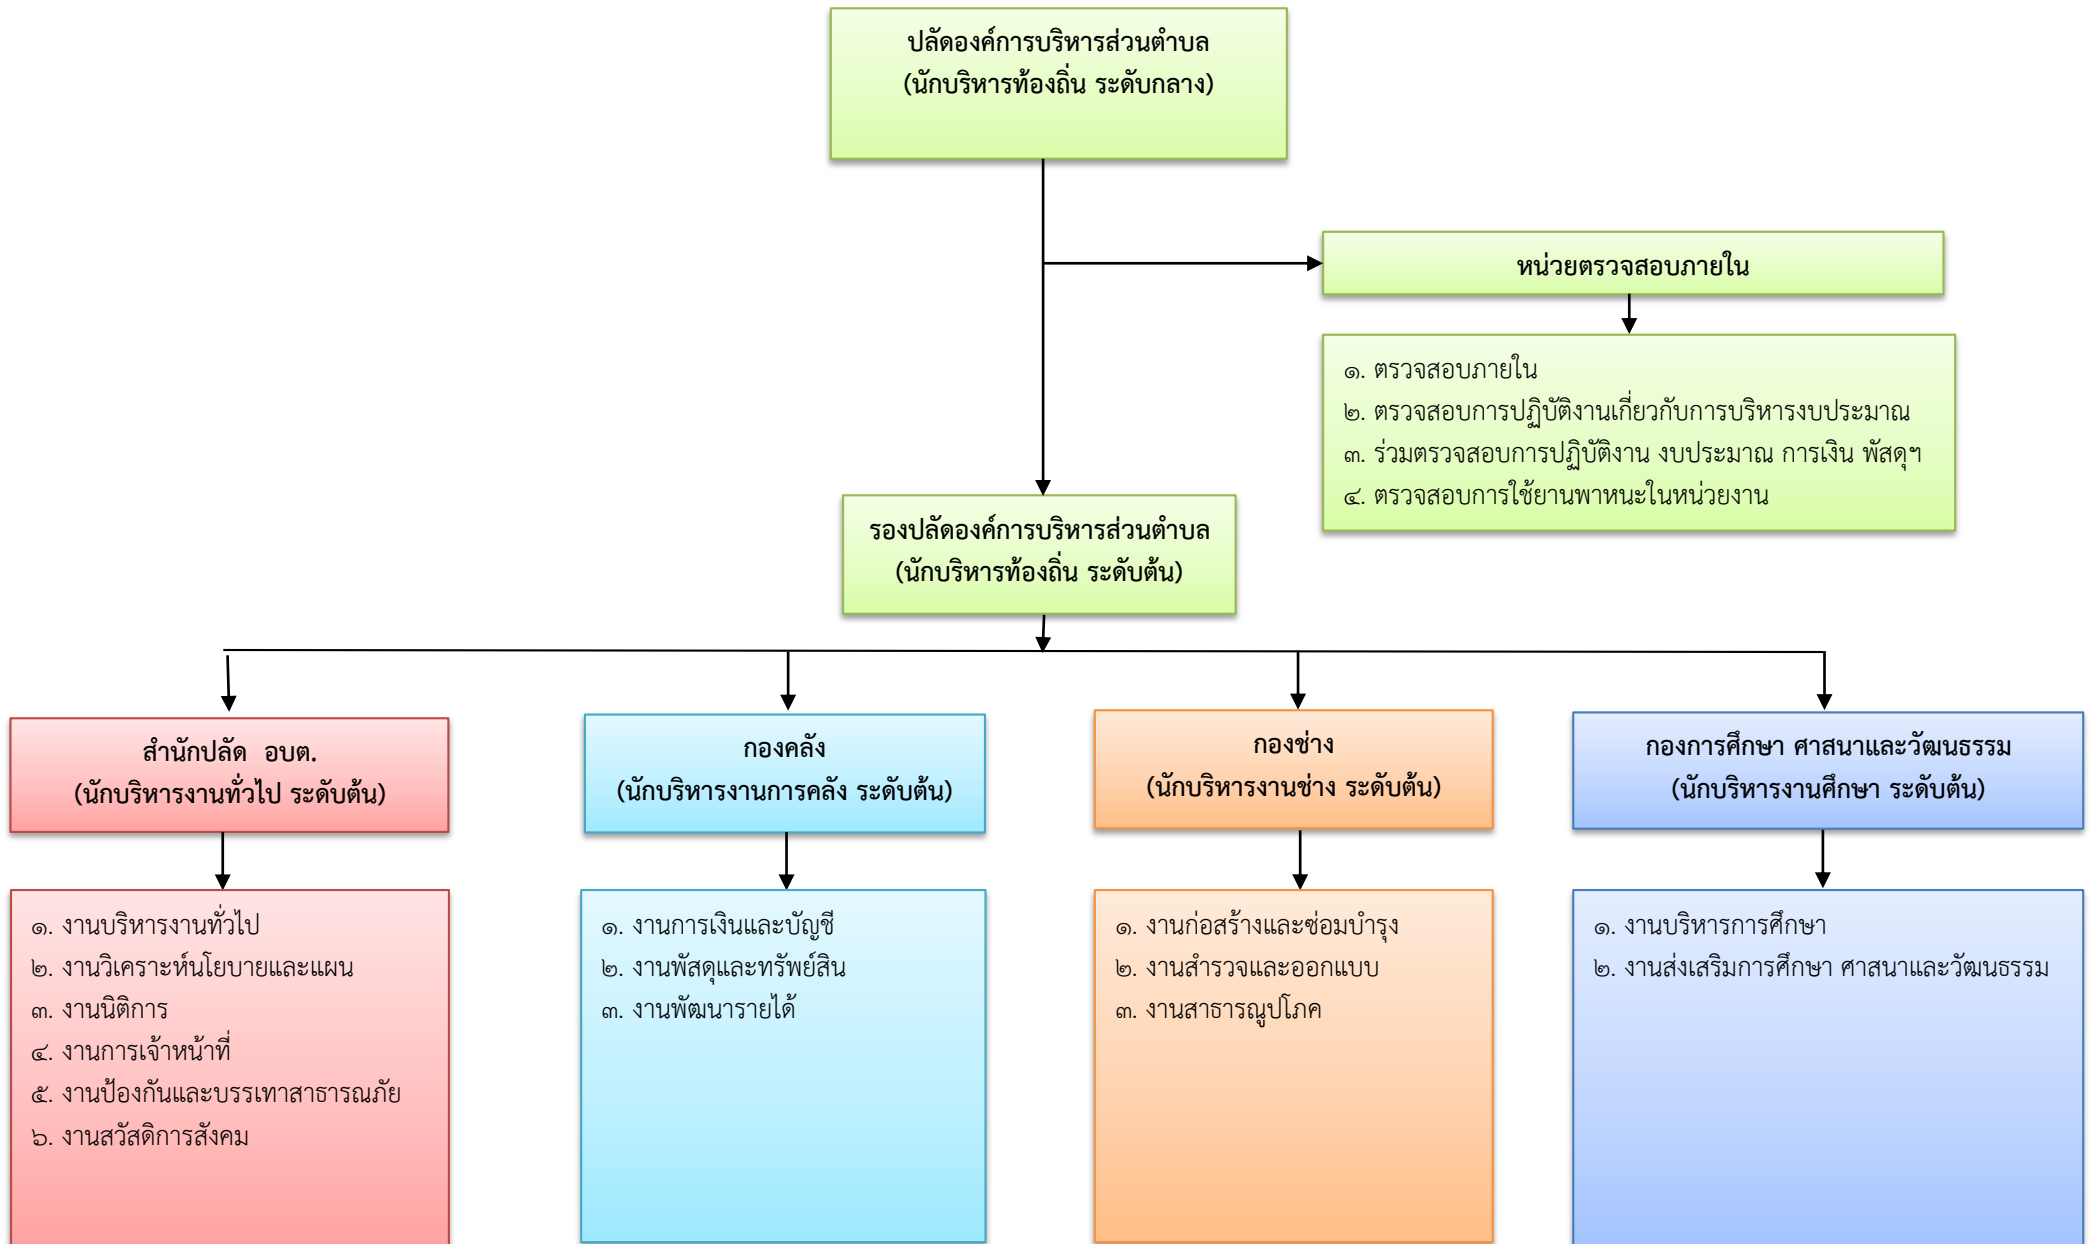 ปลัดองค์การบริหารส่วนตำบล
(นักบริหารท้องถิ่น ระดับกลาง)
หน่วยตรวจสอบภายใน
๑. ตรวจสอบภายใน
๒. ตรวจสอบการปฏิบัติงานเกี่ยวกับการบริหารงบประมาณ
๓. ร่วมตรวจสอบการปฏิบัติงาน งบประมาณ การเงิน พัสดุฯ
๔. ตรวจสอบการใช้ยานพาหนะในหน่วยงาน
รองปลัดองค์การบริหารส่วนตำบล
(นักบริหารท้องถิ่น ระดับต้น)
สำนักปลัด อบต.
(นักบริหารงานทั่วไป ระดับต้น)
๑. งานบริหารงานทั่วไป
๒. งานวิเคราะห์นโยบายและแผน
๓. งานนิติการ
๔. งานการเจ้าหน้าที่
๕. งานป้องกันและบรรเทาสาธารณภัย
๖. งานสวัสดิการสังคม
กองคลัง
(นักบริหารงานการคลัง ระดับต้น)
๑. งานการเงินและบัญชี
๒. งานพัสดุและทรัพย์สิน
๓. งานพัฒนารายได้
กองช่าง
(นักบริหารงานช่าง ระดับต้น)
๑. งานก่อสร้างและซ่อมบำรุง
๒. งานสำรวจและออกแบบ
๓. งานสาธารณูปโภค
กองการศึกษา ศาสนาและวัฒนธรรม
(นักบริหารงานศึกษา ระดับต้น)
๑. งานบริหารการศึกษา
๒. งานส่งเสริมการศึกษา ศาสนาและวัฒนธรรม